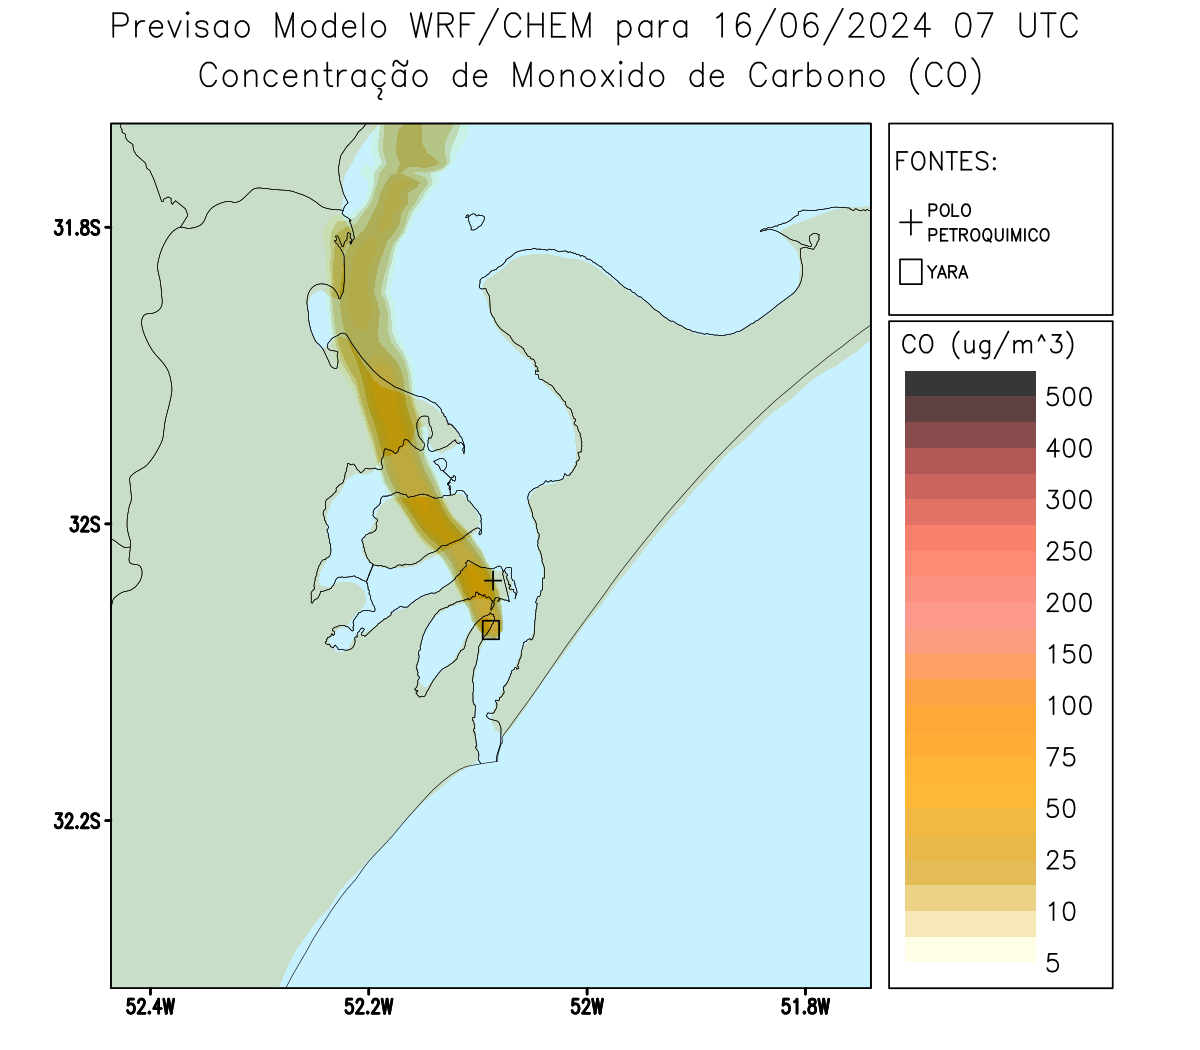 Previsao Modelo WRF/CHEM para 16/06/2024 07 UTC
Concentração de Monoxido de Carbono (CO)
FONTES:
POLO
PETROQUIMICO
YARA
31.8S
32S
32.2S
52.4W
52.2W
52W
51.8W
CO (ug/m^3)
500
400
300
250
200
150
100
75
50
25
10
5